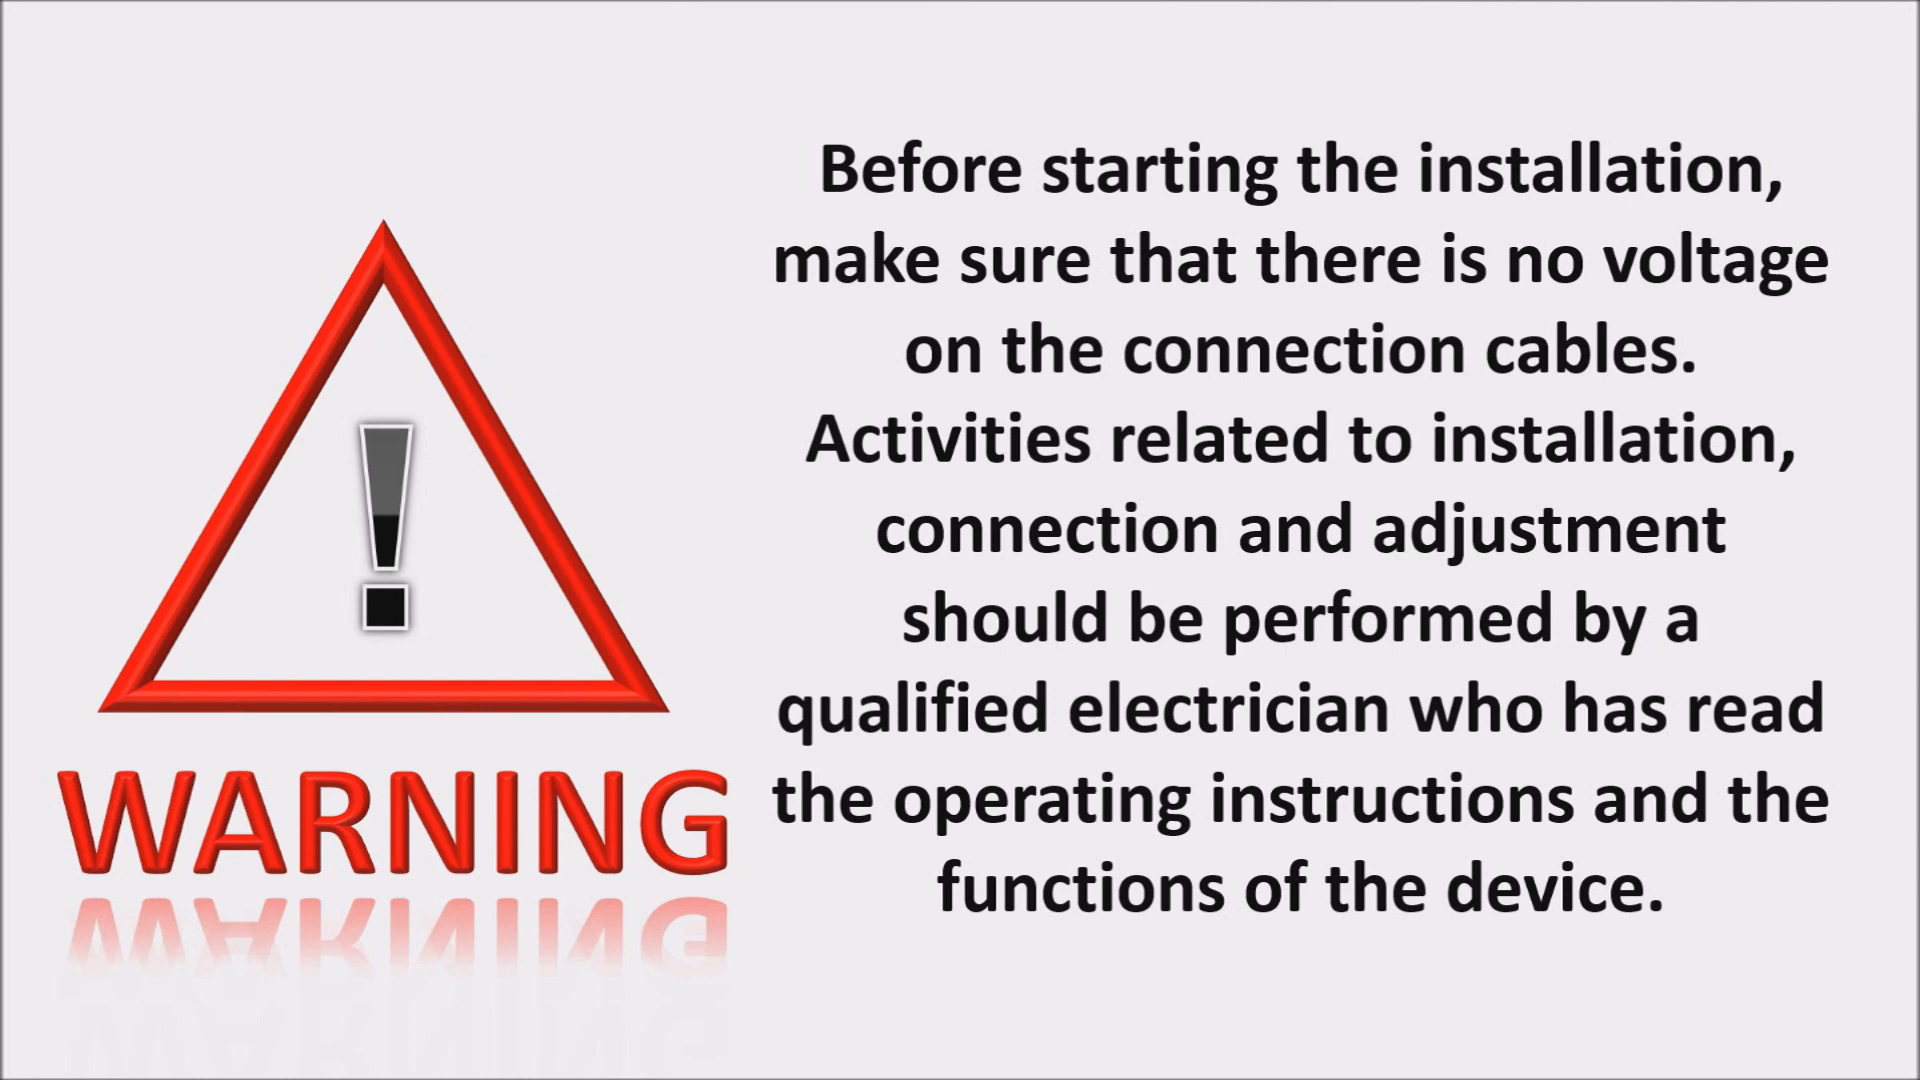 Before starting the installation,
make sure that there is no voltage
on the connection cables.
Activities related to installation,
connection and adjustment
should be performed by a
qualified electrician who has read
the operating instructions and the
functions of the device.
!
WARNING